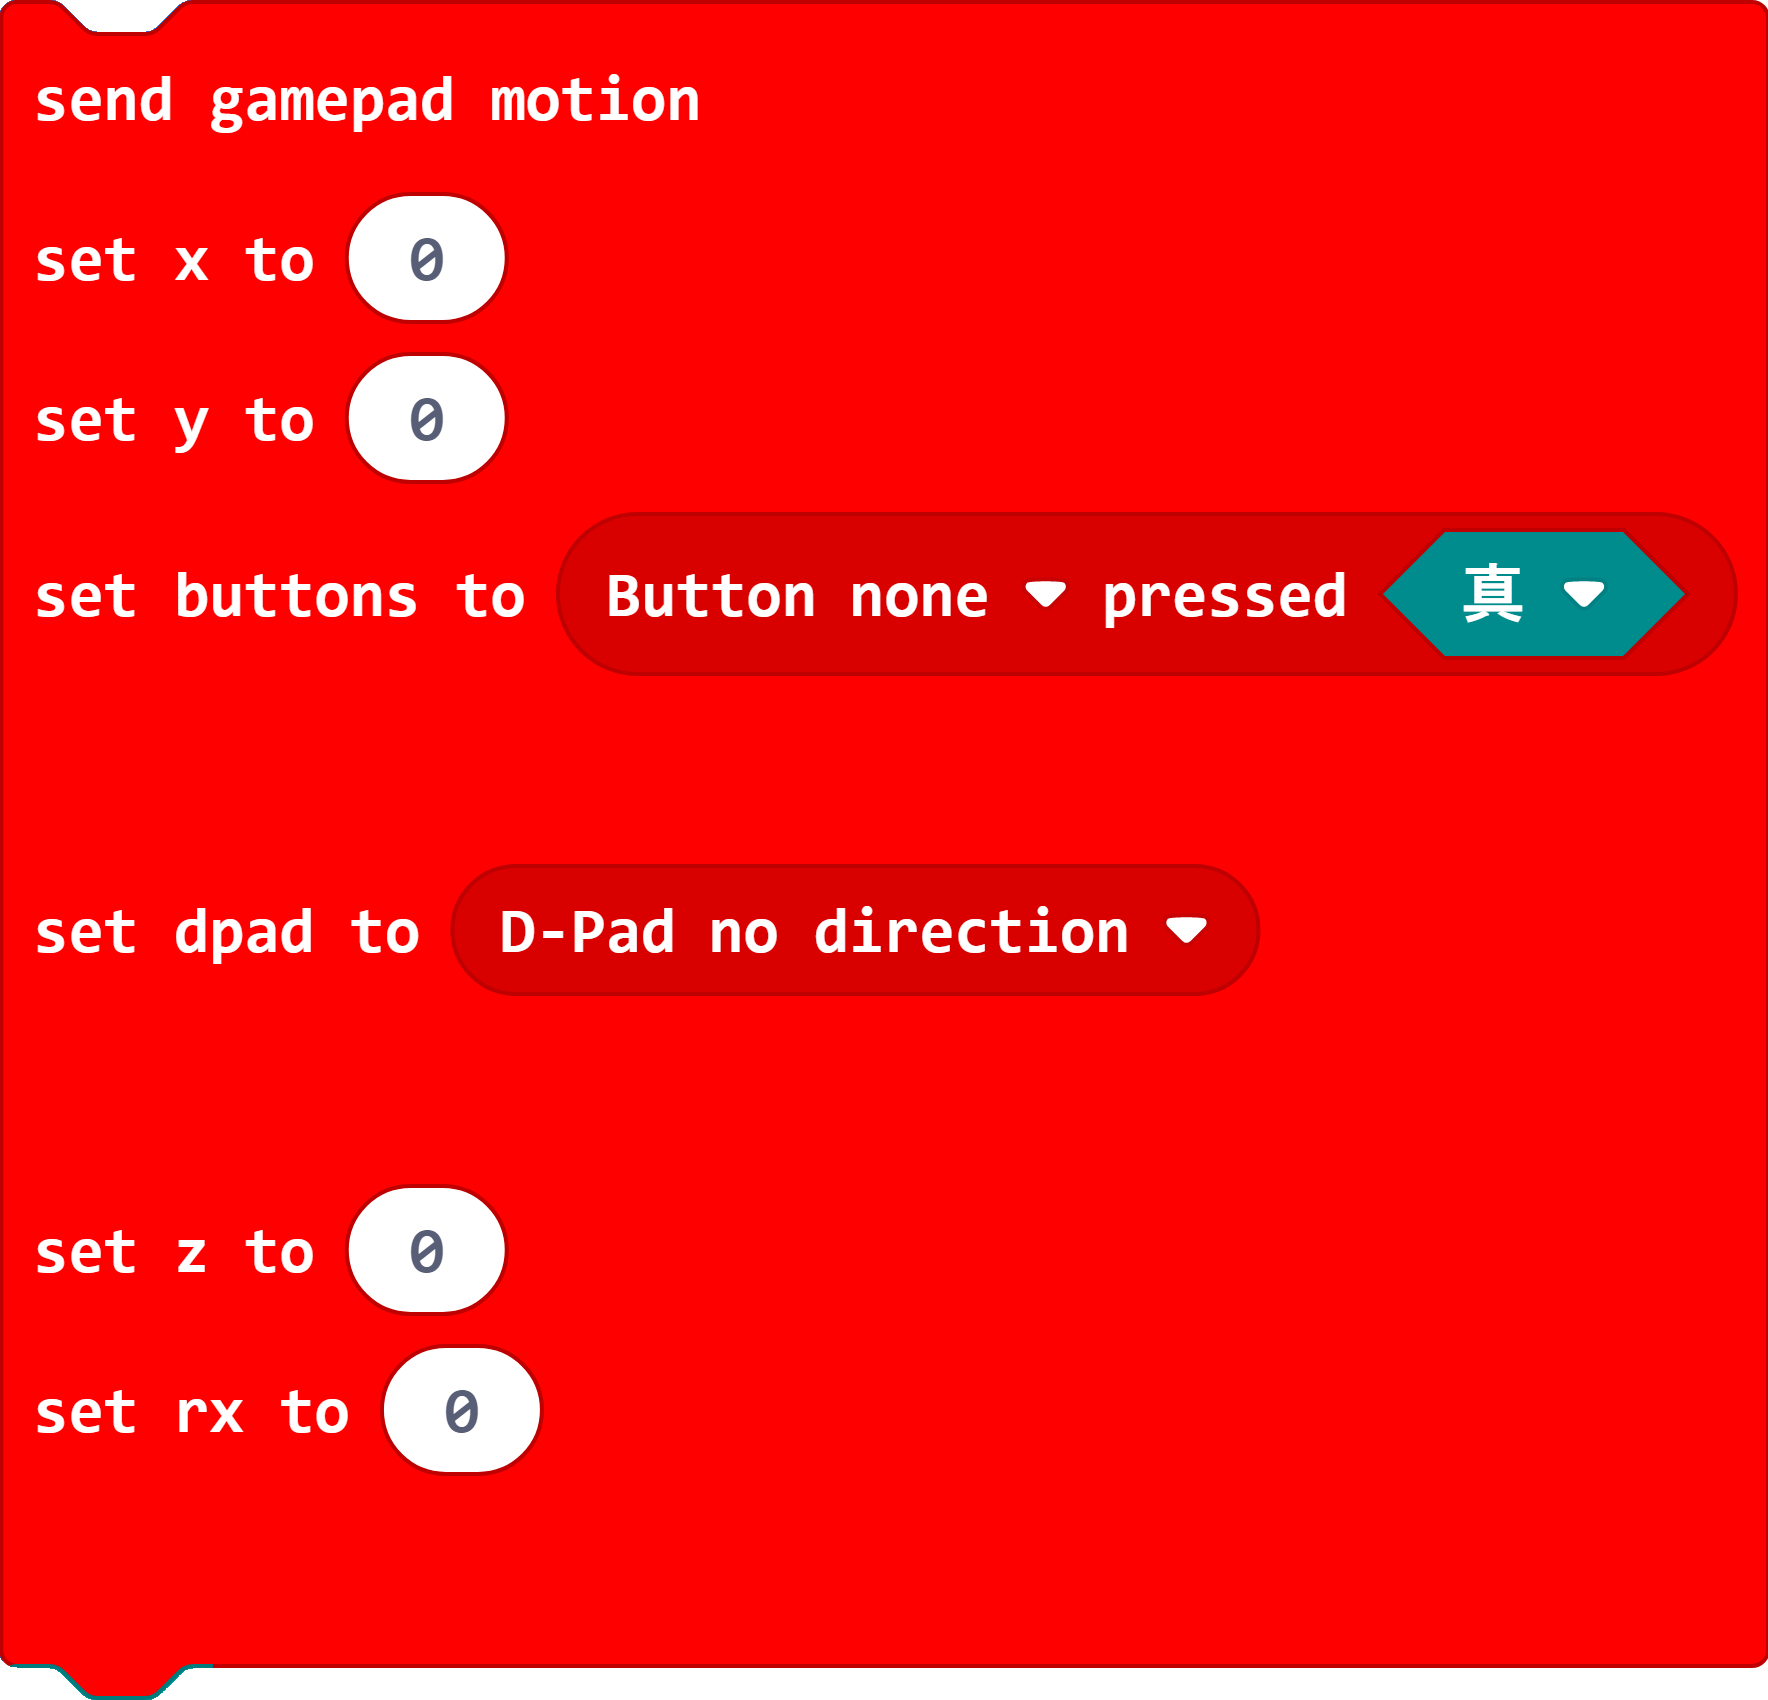 send gamepad motion
set x to 0
set y to 0
set buttons to Button none pressed 真
set dpad to D-Pad no direction
set z to 0
set rx to 0